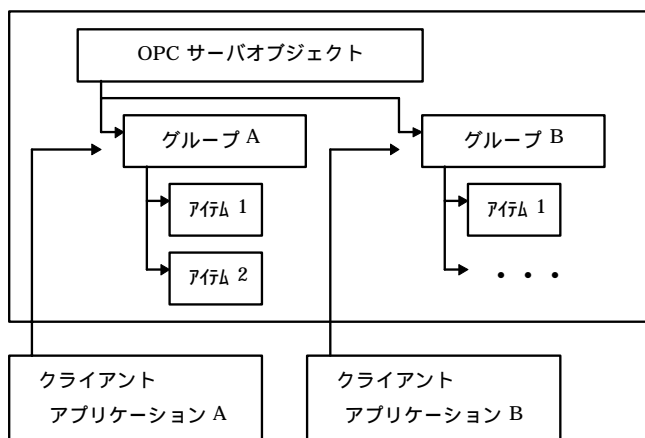 OPC サーバオブジェクト
グループ A
グループ B
ｱｲﾃﾑ 1
ｱｲﾃﾑ 1
ｱｲﾃﾑ 2
・・・
クライアント
アプリケーション A
クライアント
アプリケーション B